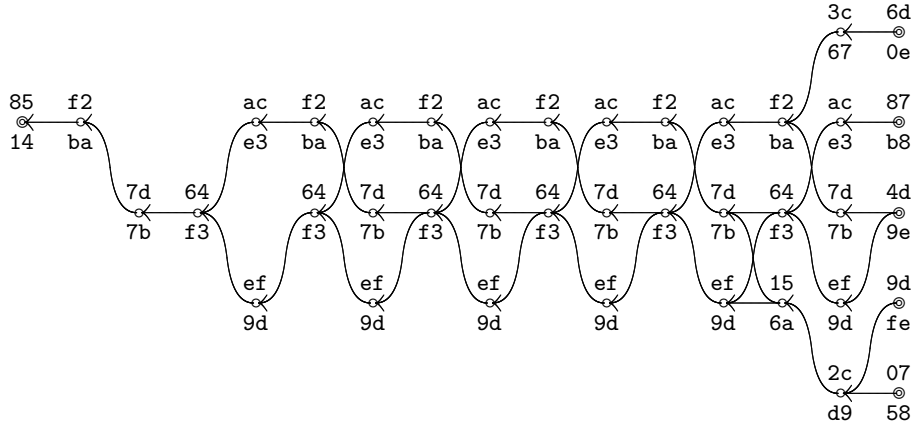 3c 6d
67 0e
85 f2 ac f2 ac f2 ac f2 ac f2 ac f2 ac 87
14 ba e3 ba e3 ba e3 ba e3 ba e3 ba e3 b8
7d 64 64 7d 64 7d 64 7d 64 7d 64 7d 4d
7b f3 f3 7b f3 7b f3 7b f3 7b f3 7b 9e
ef ef ef ef ef 15 ef 9d
9d 9d 9d 9d 9d 6a 9d fe
2c 07
d9 58